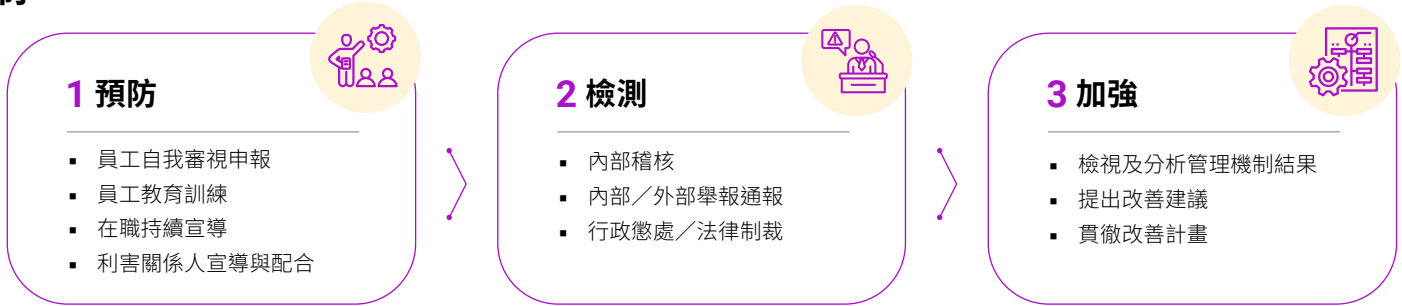 1 預防
▪ 員工自我審視申報
▪ 員工教育訓練
▪ 在職持續宣導
▪ 利害關係人宣導與配合
2 檢測
▪ 內部稽核
▪ 內部／外部舉報通報
▪ 行政懲處／法律制裁
3 加強
▪ 檢視及分析管理機制結果
▪ 提出改善建議
▪ 貫徹改善計畫